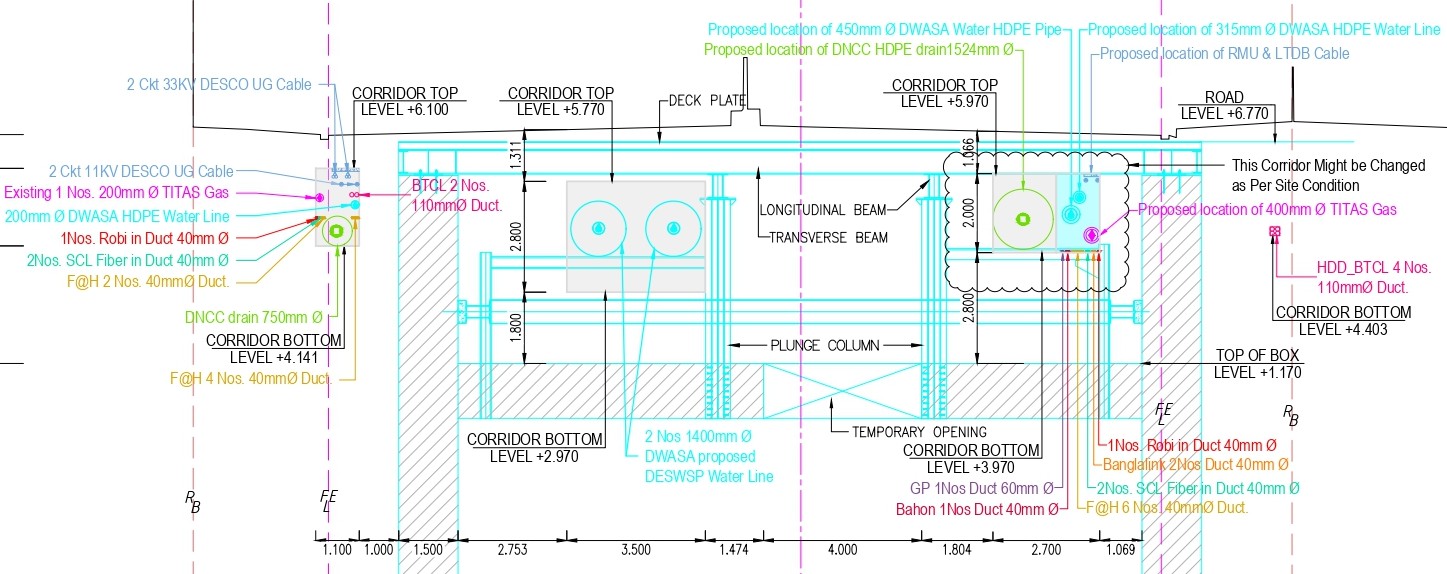 Proposed location of 450mm Ø DWASA Water HDPE Pipe
Proposed location of 315mm Ø DWASA HDPE Water Line
Proposed location of DNCC HDPE drain1524mm Ø
Proposed location of RMU & LTDB Cable
2 Ckt 33KV DESCO UG Cable
CORRIDOR TOP
LEVEL +6.100
CORRIDOR TOP
LEVEL +5.770
DECK PLATE
CORRIDOR TOP
LEVEL +5.970
ROAD
LEVEL +6.770
1.311
1.066
2 Ckt 11KV DESCO UG Cable
Existing 1 Nos. 200mm Ø TITAS Gas
200mm Ø DWASA HDPE Water Line
1Nos. Robi in Duct 40mm Ø
2Nos. SCL Fiber in Duct 40mm Ø
F@H 2 Nos. 40mmØ Duct.
BTCL 2 Nos.
110mmØ Duct.
This Corridor Might be Changed
as Per Site Condition
LONGITUDINAL BEAM
TRANSVERSE BEAM
Proposed location of 400mm Ø TITAS Gas
2.800
2.000
HDD_BTCL 4 Nos.
110mmØ Duct.
DNCC drain 750mm Ø
CORRIDOR BOTTOM
LEVEL +4.141
F@H 4 Nos. 40mmØ Duct.
1.800
2.800
CORRIDOR BOTTOM
LEVEL +4.403
PLUNGE COLUMN
TOP OF BOX
LEVEL +1.170
CORRIDOR BOTTOM
LEVEL +2.970
2 Nos 1400mm Ø
DWASA proposed
DESWSP Water Line
TEMPORARY OPENING
CORRIDOR BOTTOM
LEVEL +3.970
1Nos. Robi in Duct 40mm Ø
Banglalink 2Nos Duct 40mm Ø
GP 1Nos Duct 60mm Ø
2Nos. SCL Fiber in Duct 40mm Ø
Bahon 1Nos Duct 40mm Ø
F@H 6 Nos. 40mmØ Duct.
R
B
F
E
L
F
E
L
R
B
1.100
1.000
1.500
2.753
3.500
1.474
4.000
1.804
2.700
1.069